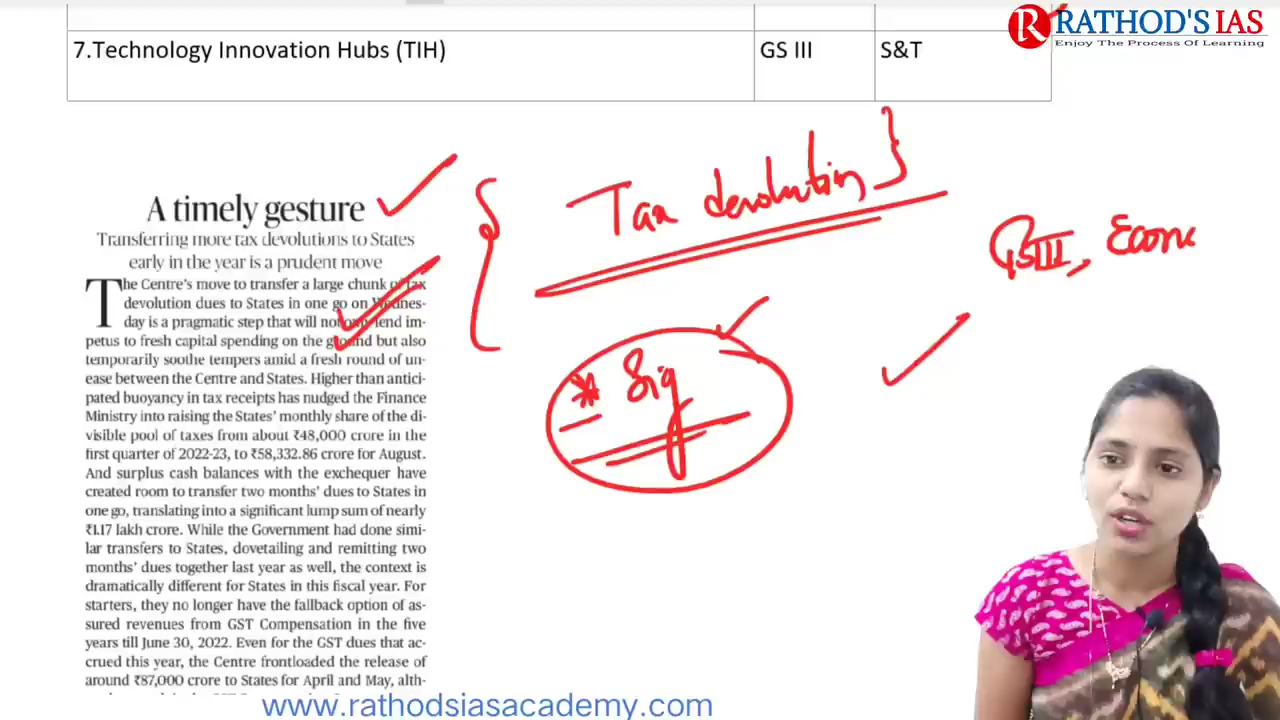 RATHOD'S IAS
Enjoy The Process Of Learning
7.Technology Innovation Hubs (TIH) GS III S&T
Tax devolution
GSIII, Econo
* Sig
A timely gesture
Transferring more tax devolutions to States
early in the year is a prudent move
The Centre's move to transfer a large chunk of tax
devolution dues to States in one go on Wednes-
day is a pragmatic step that will not only lend im-
petus to fresh capital spending on the ground but also
temporarily soothe tempers amid a fresh round of un-
ease between the Centre and States. Higher than antici-
pated buoyancy in tax receipts has nudged the Finance
Ministry into raising the States' monthly share of the di-
visible pool of taxes from about ₹48,000 crore in the
first quarter of 2022-23, to ₹58,332.86 crore for August.
And surplus cash balances with the exchequer have
created room to transfer two months' dues to States in
one go, translating into a significant lump sum of nearly
₹1.17 lakh crore. While the Government had done simi-
lar transfers to States, dovetailing and remitting two
months' dues together last year as well, the context is
dramatically different for States in this fiscal year. For
starters, they no longer have the fallback option of as-
sured revenues from GST Compensation in the five
years till June 30, 2022. Even for the GST dues that ac-
crued this year, the Centre frontloaded the release of
around ₹87,000 crore to States for April and May, alth-
www.rathodsiasacademy.com